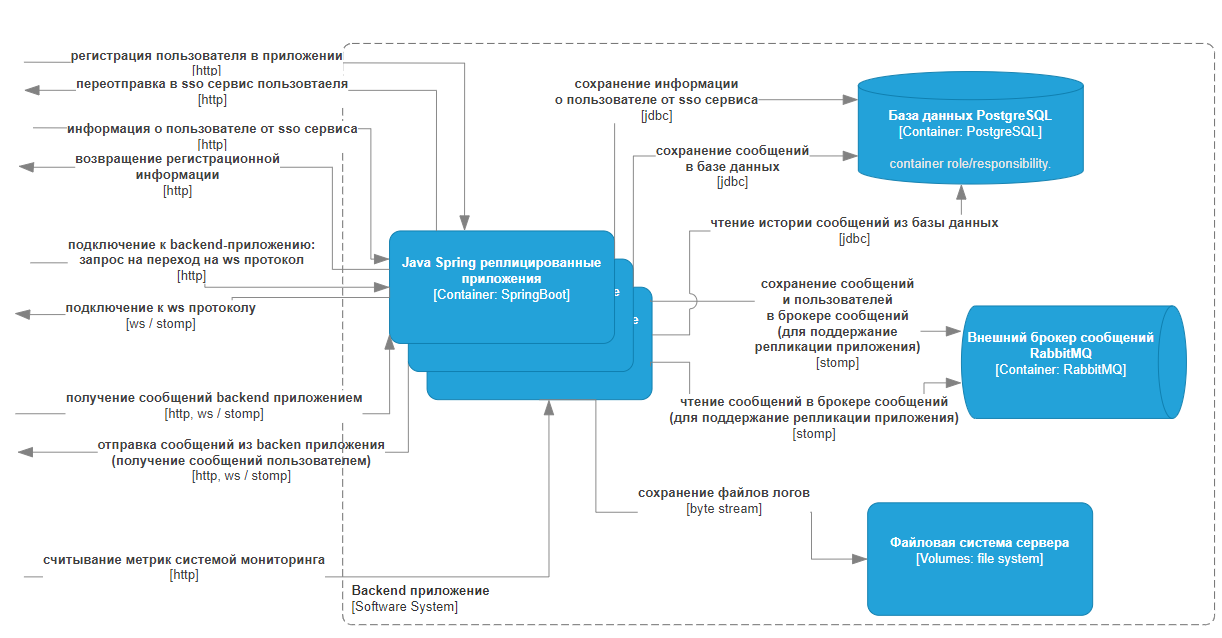 регистрация пользователя в приложении
[http]
переотправка в sso сервис пользовтаеля
[http]
информация о пользователе от sso сервиса
[http]
возвращение регистрационной
информации
[http]
подключение к backend-приложению:
запрос на переход на ws протокол
[http]
подключение к ws протоколу
[ws / stomp]
получение сообщений backend приложением
[http, ws / stomp]
отправка сообщений из backen приложения
(получение сообщений пользователем)
[http, ws / stomp]
считывание метрик системой мониторинга
[http]
Backend приложение
[Software System]
Java Spring реплицированные
приложения
[Container: SpringBoot]
е
е
сохранение информации
о пользователе от sso сервиса
[jdbc]
сохранение сообщений
в базе данных
[jdbc]
чтение истории сообщений из базы данных
[jdbc]
сохранение сообщений
и пользователей
в брокере сообщений
(для поддержание
репликации приложения)
[stomp]
чтение сообщений в брокере сообщений
(для поддержание репликации приложения)
[stomp]
сохранение файлов логов
[byte stream]
База данных PostgreSQL
[Container: PostgreSQL]
container role/responsibility.
Внешний брокер сообщений
RabbitMQ
[Container: RabbitMQ]
Файловая система сервера
[Volumes: file system]